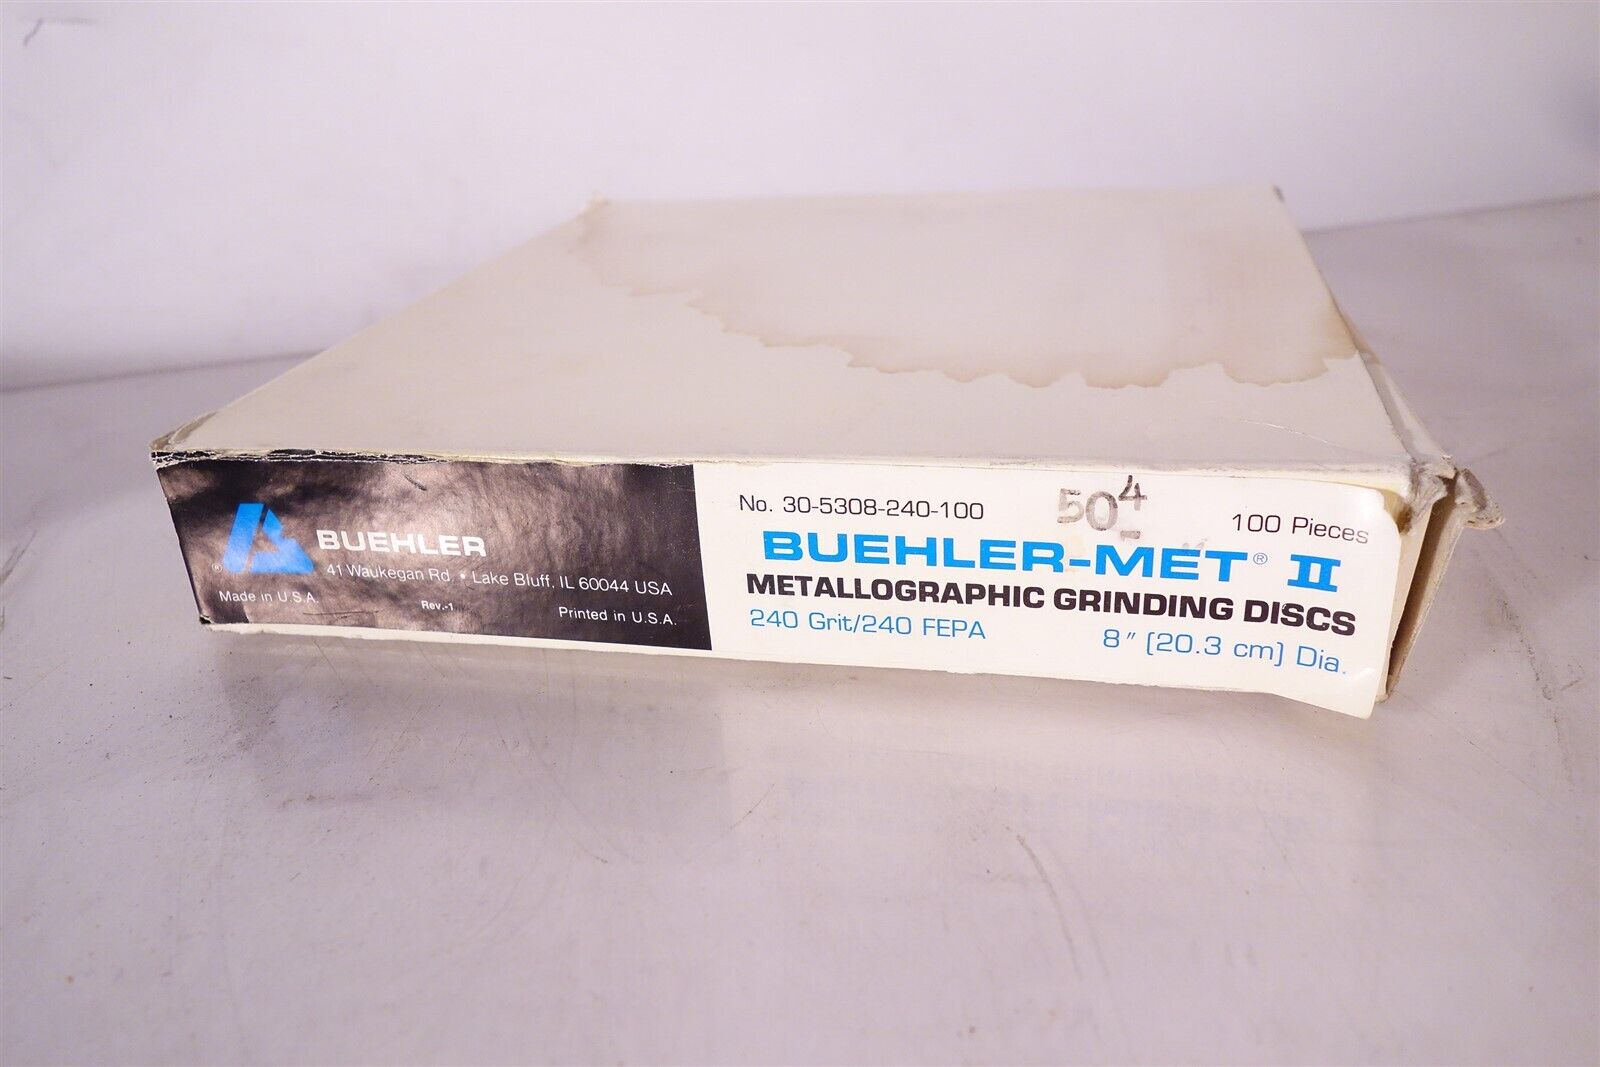 BUEHLER
®
41 Waukegan Rd. • Lake Bluff, IL 60044 USA
Made in U.S.A.
Rev.-1
Printed in U.S.A.
No. 30-5308-240-100
50 4
100 Pieces
BUEHLER-MET® II
METALLOGRAPHIC GRINDING DISCS
240 Grit/240 FEPA
8" [20.3 cm] Dia.